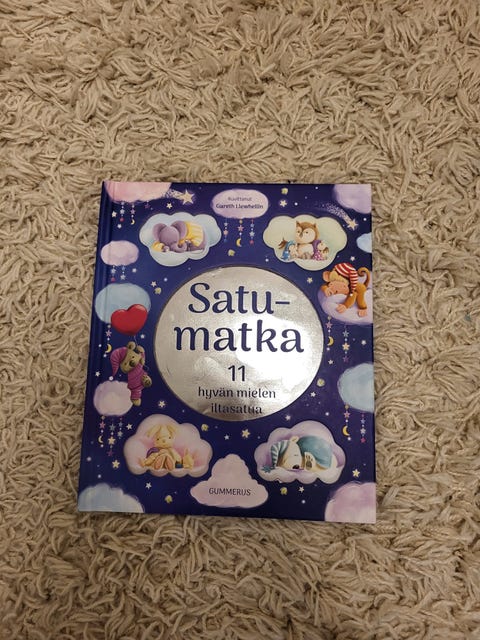 Kuvittanut
Gareth Llewhellin
Satu-
matka
11
hyvän mielen
iltasatua
GUMMERUS